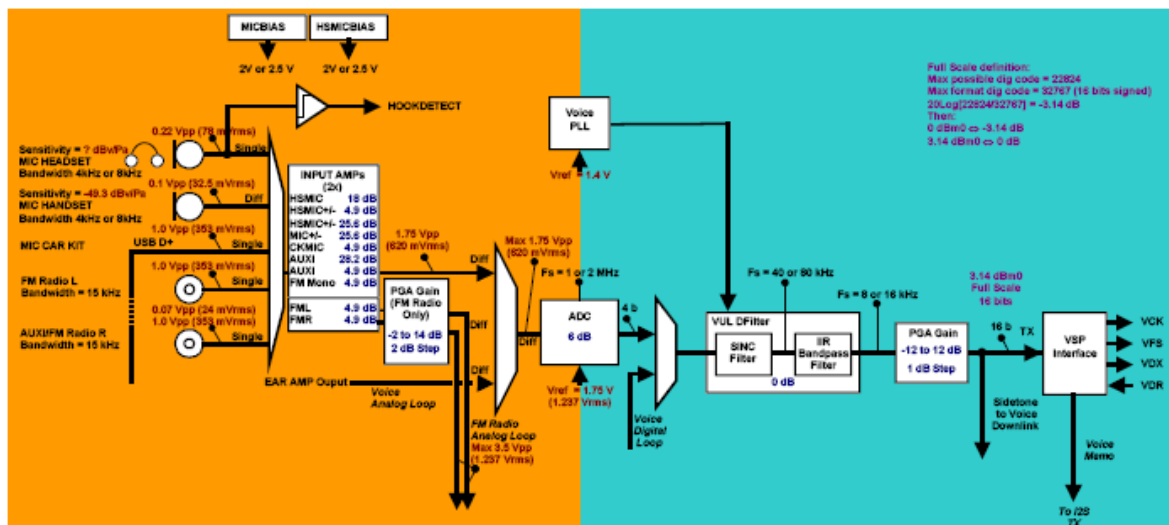 MICBIAS
HSMICBIAS
2V or 2.5 V
2V or 2.5 V
HOOKDETECT
0.22 Vpp (78 mVrms)
Sensitivity = ? dBv/Pa
MIC HEADSET
Bandwidth 4kHz or 8kHz
Single
Sensitivity = -49.3 dBv/Pa
MIC HANDSET
Bandwidth 4kHz or 8kHz
0.1 Vpp (32.5 mVrms)
Diff
MIC CAR KIT
USB D+
1.0 Vpp (353 mVrms)
Single
FM Radio L
Bandwidth = 15 kHz
1.0 Vpp (353 mVrms)
Single
AUXI/FM Radio R
Bandwidth = 15 kHz
0.07 Vpp (24 mVrms)
1.0 Vpp (353 mVrms)
Single
INPUT AMPs
(2x)
HSMIC 18 dB
HSMIC+/- 4.9 dB
HSMIC+/- 25.6 dB
MIC+/- 25.6 dB
CKMIC 4.9 dB
AUXI 28.2 dB
AUXI 4.9 dB
FM Mono 4.9 dB
FML 4.9 dB
FMR 4.9 dB
1.75 Vpp
(620 mVrms)
PGA Gain
(FM Radio
Only)
-2 to 14 dB
2 dB Step
Diff
Diff
Diff
EAR AMP Ouput
Voice
Analog Loop
FM Radio
Analog Loop
Max 3.5 Vpp
(1.237 Vrms)
Max 1.75 Vpp
(620 mVrms)
Diff
Fs = 1 or 2 MHz
ADC
6 dB
Vref = 1.75 V
(1.237 Vrms)
Voice
PLL
Vref = 1.4 V
4 b
Voice
Digital
Loop
Fs = 40 or 80 kHz
VUL DFilter
SINC
Filter
IIR
Bandpass
Filter
0 dB
Fs = 8 or 16 kHz
PGA Gain
-12 to 12 dB
1 dB Step
Full Scale definition:
Max possible dig code = 22824
Max format dig code = 32767 (16 bits signed)
20Log[22824/32767] = -3.14 dB
Then:
0 dBm0 ⇔ -3.14 dB
3.14 dBm0 ⇔ 0 dB
3.14 dBm0
Full Scale
16 bits
16 b
TX
Sidetone
to Voice
Downlink
VSP
Interface
VCK
VFS
VDX
VDR
Voice
Memo
To I2S
TX